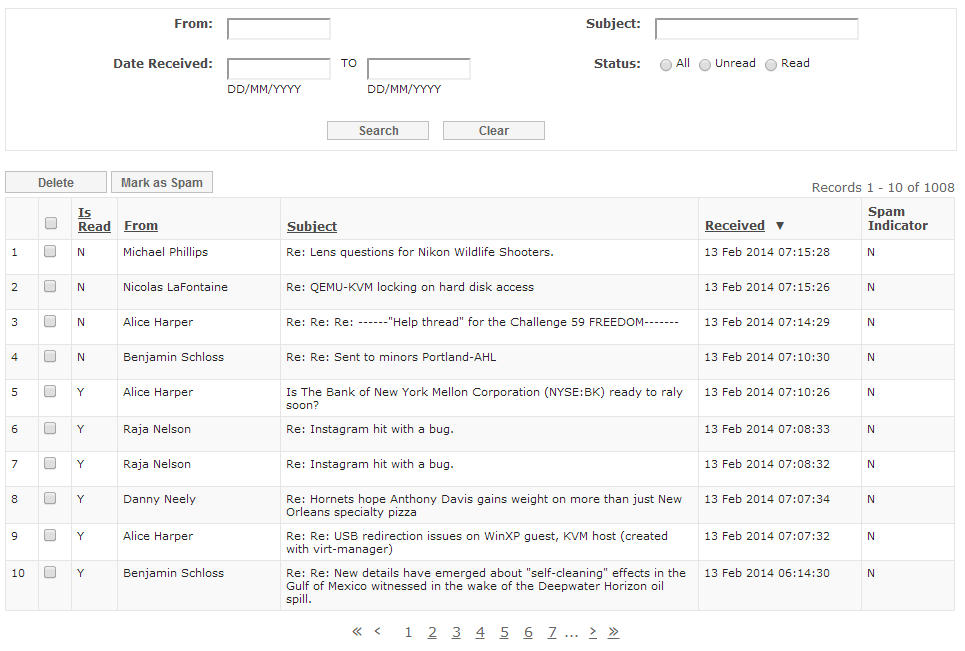 From: Subject:
Date Received: TO Status: All Unread Read
DD/MM/YYYY DD/MM/YYYY
Search Clear
Delete Mark as Spam
Records 1 - 10 of 1008
Is Read From Subject Received ▼ Spam Indicator
1 N Michael Phillips Re: Lens questions for Nikon Wildlife Shooters. 13 Feb 2014 07:15:28 N
2 N Nicolas LaFontaine Re: QEMU-KVM locking on hard disk access 13 Feb 2014 07:15:26 N
3 N Alice Harper Re: Re: Re: ------"Help thread" for the Challenge 59 FREEDOM------- 13 Feb 2014 07:14:29 N
4 N Benjamin Schloss Re: Re: Sent to minors Portland-AHL 13 Feb 2014 07:10:30 N
5 Y Alice Harper Is The Bank of New York Mellon Corporation (NYSE:BK) ready to raly 13 Feb 2014 07:10:26 N
soon?
6 Y Raja Nelson Re: Instagram hit with a bug. 13 Feb 2014 07:08:33 N
7 Y Raja Nelson Re: Instagram hit with a bug. 13 Feb 2014 07:08:32 N
8 Y Danny Neely Re: Hornets hope Anthony Davis gains weight on more than just New 13 Feb 2014 07:07:34 N
Orleans specialty pizza
9 Y Alice Harper Re: Re: USB redirection issues on WinXP guest, KVM host (created 13 Feb 2014 07:07:32 N
with virt-manager)
10 Y Benjamin Schloss Re: Re: New details have emerged about "self-cleaning" effects in the 13 Feb 2014 06:14:30 N
Gulf of Mexico witnessed in the wake of the Deepwater Horizon oil
spill.
« < 1 2 3 4 5 6 7 ... > »